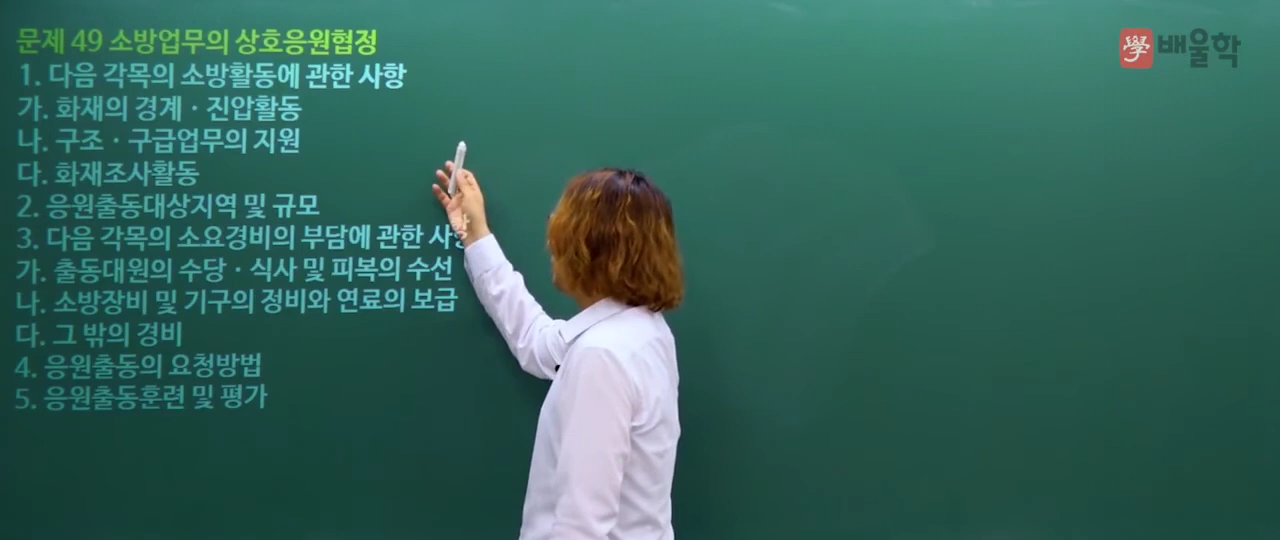 문제 49 소방업무의 상호응원협정
1. 다음 각목의 소방활동에 관한 사항
가. 화재의 경계·진압활동
나. 구조·구급업무의 지원
다. 화재조사활동
2. 응원출동대상지역 및 규모
3. 다음 각목의 소요경비의 부담에 관한 사항
가. 출동대원의 수당·식사 및 피복의 수선
나. 소방장비 및 기구의 정비와 연료의 보급
다. 그 밖의 경비
4. 응원출동의 요청방법
5. 응원출동훈련 및 평가
學 배울학